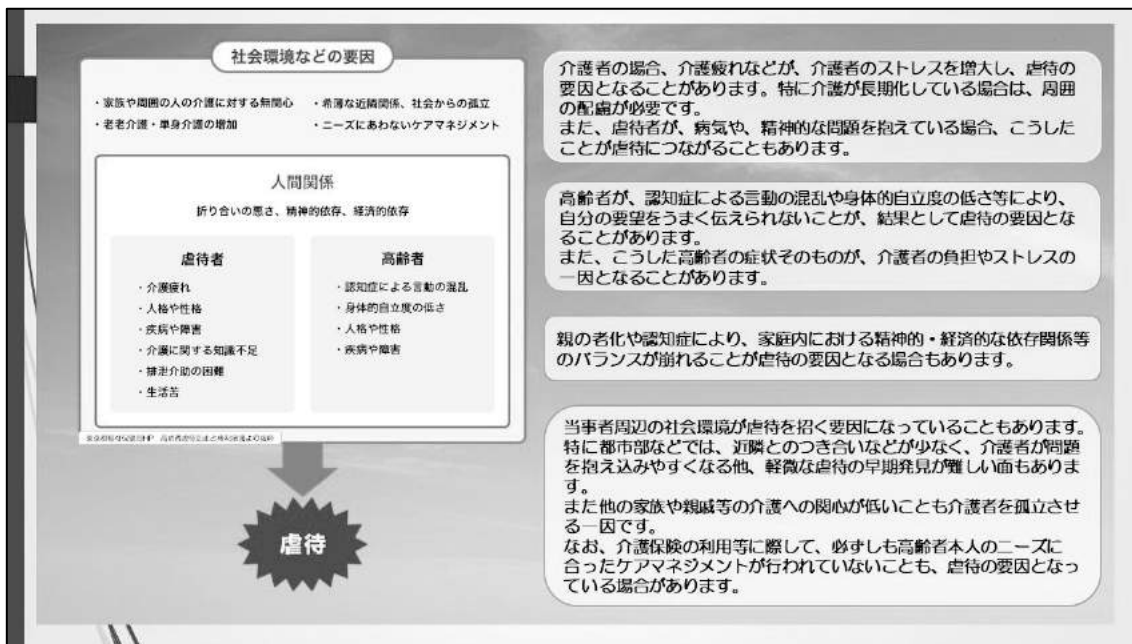 社会環境などの要因
・家族や周囲の人の介護に対する無関心
・老老介護・単身介護の増加
・希薄な近隣関係、社会からの孤立
・ニーズにあわないケアマネジメント
人間関係
折り合いの悪さ、精神的依存、経済的依存
虐待者
・介護疲れ
・人格や性格
・疾病や障害
・介護に関する知識不足
・排泄介助の困難
・生活苦
高齢者
・認知症による言動の混乱
・身体的自立度の低さ
・人格や性格
・疾病や障害
虐待
介護者の場合、介護疲れなどが、介護者のストレスを増大し、虐待の
要因となることがあります。特に介護が長期化している場合は、周囲
の配慮が必要です。
また、虐待者が、病気や、精神的な問題を抱えている場合、こうした
ことが虐待につながることもあります。
高齢者が、認知症による言動の混乱や身体的自立度の低さ等により、
自分の要望をうまく伝えられないことが、結果として虐待の要因とな
ることがあります。
また、こうした高齢者の症状そのものが、介護者の負担やストレスの
一因となることがあります。
親の老化や認知症により、家庭内における精神的・経済的な依存関係等
のバランスが崩れることが虐待の要因となる場合もあります。
当事者周辺の社会環境が虐待を招く要因になっていることもあります。
特に都市部などでは、近隣とのつき合いなどが少なく、介護者が問題
を抱え込みやすくなる他、軽微な虐待の早期発見が難しい面もありま
す。
また他の家族や親戚等の介護への関心が低いことも介護者を孤立させ
る一因です。
なお、介護保険の利用等に際して、必ずしも高齢者本人のニーズに
合ったケアマネジメントが行われていないことも、虐待の要因となっ
ている場合があります。